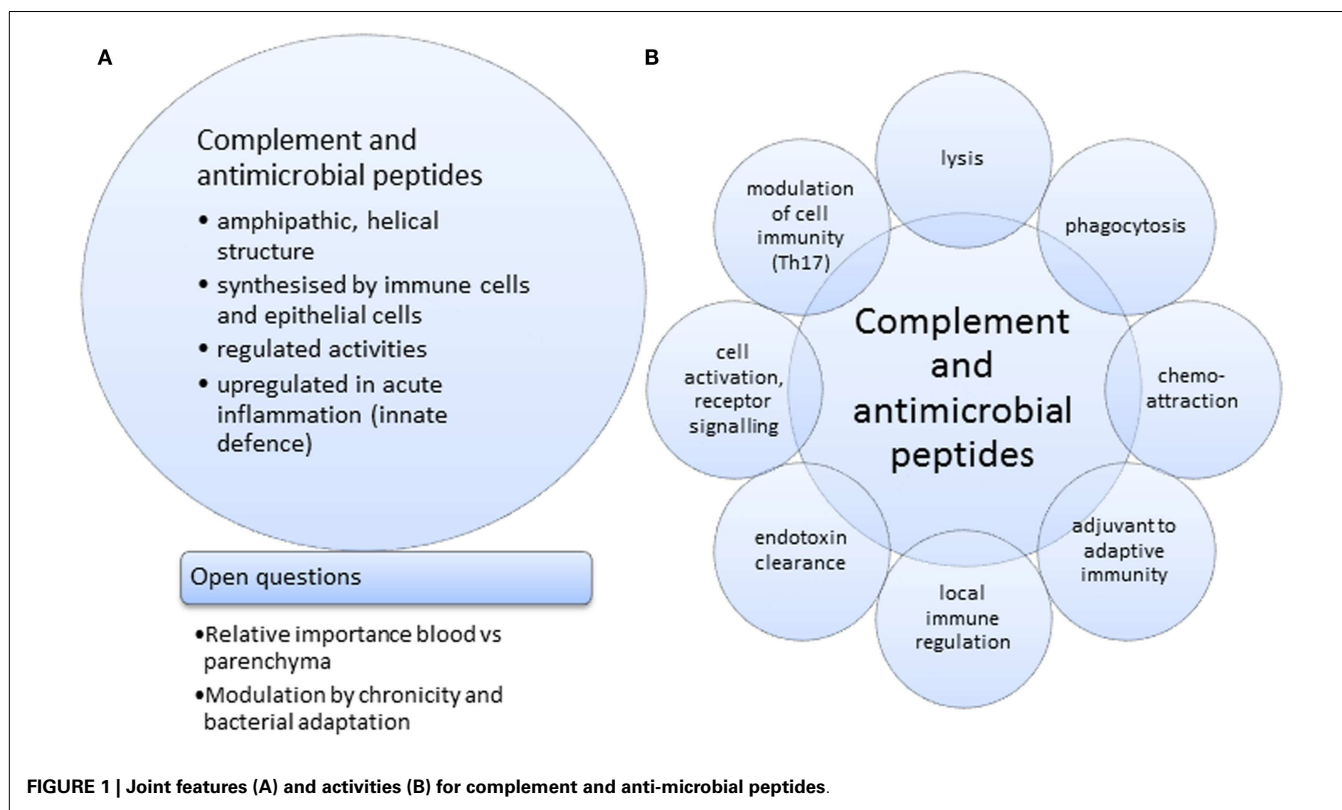 A
Complement and
antimicrobial peptides
• amphipathic, helical
structure
• synthesised by immune cells
and epithelial cells
• regulated activities
• upregulated in acute
inflammation (innate
defence)
Open questions
•Relative importance blood vs
parenchyma
•Modulation by chronicity and
bacterial adaptation
B
lysis
phagocytosis
chemo-
attraction
adjuvant to
adaptive
immunity
local
immune
regulation
endotoxin
clearance
cell
activation,
receptor
signalling
modulation
of cell
immunity
(Th17)
Complement
and
antimicrobial
peptides
FIGURE 1 | Joint features (A) and activities (B) for complement and anti-microbial peptides.